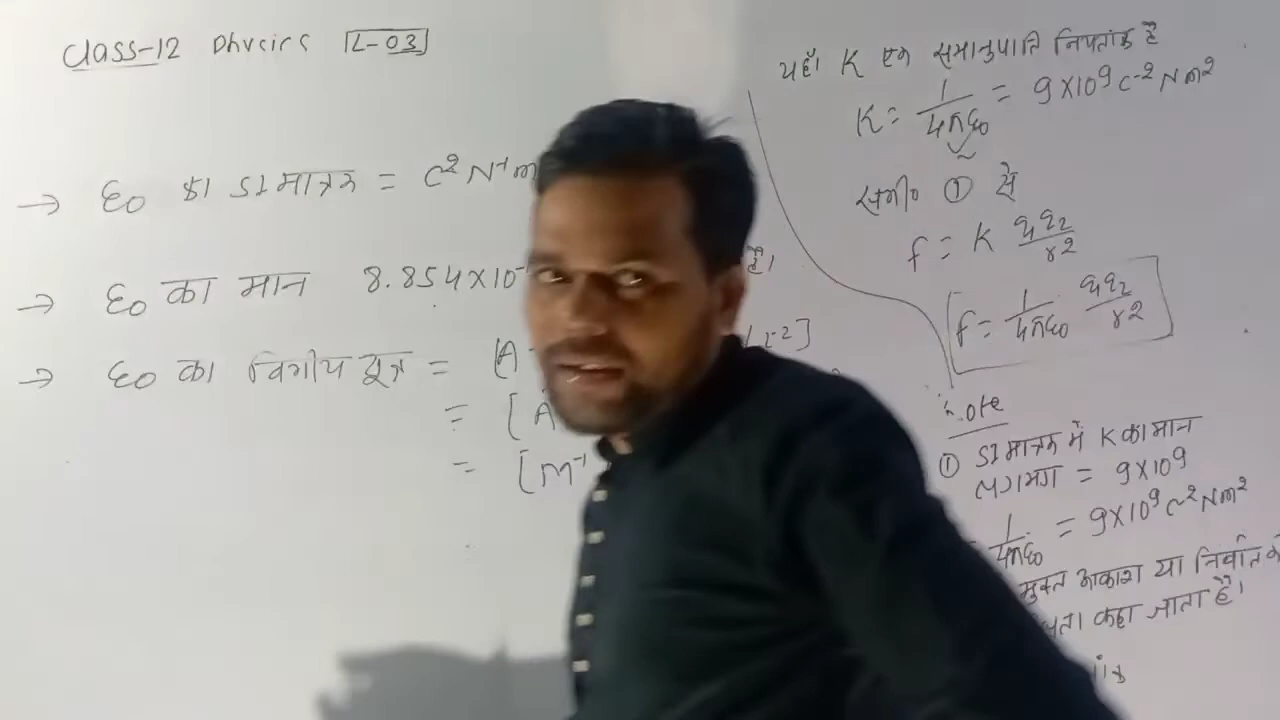 Class-12 Physics L-03
→ ε₀ का SI मात्रक = C² N⁻¹ m
→ ε₀ का मान 8.854×10⁻ है।
→ ε₀ का विमीय सूत्र = [A
= [A
= [M⁻¹
यहाँ K एक समानुपाति नियतांक है
K = 1/4πε₀ = 9×10⁹ C⁻² N m²
समी० ① से
f = K q₁q₂/r²
f = 1/4πε₀ q₁q₂/r²
Note
① SI मात्रक में K का मान
लगभग = 9×10⁹
1/4πε₀ = 9×10⁹ C⁻² N m²
मुक्त आकाश या निर्वात
कहा जाता है।